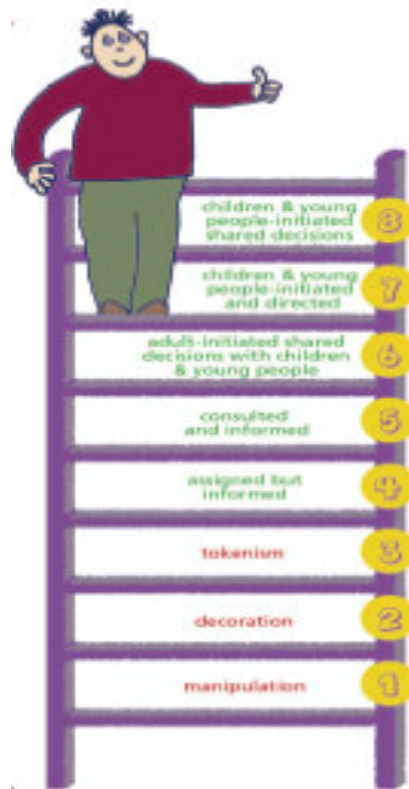 children & young
people-initiated
shared decisions
8
children & young
people-initiated
and directed
7
adult-initiated shared
decisions with children
& young people
6
consulted
and informed
5
assigned but
informed
4
tokenism
3
decoration
2
manipulation
1